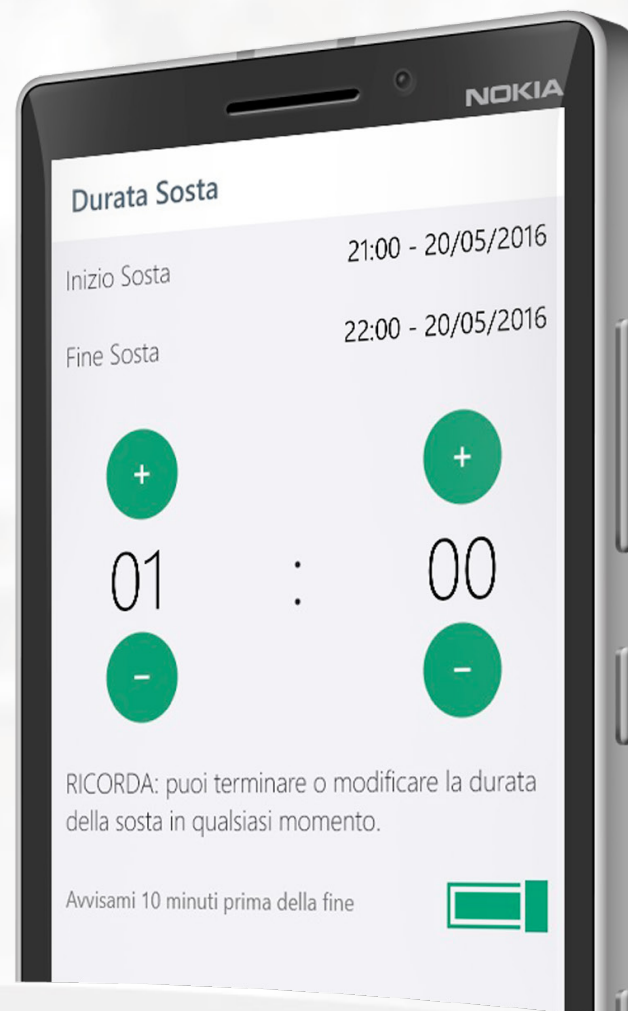 NOKIA
Durata Sosta
Inizio Sosta 21:00 - 20/05/2016
Fine Sosta 22:00 - 20/05/2016
+ +
01 : 00
- -
RICORDA: puoi terminare o modificare la durata
della sosta in qualsiasi momento.
Avvisami 10 minuti prima della fine